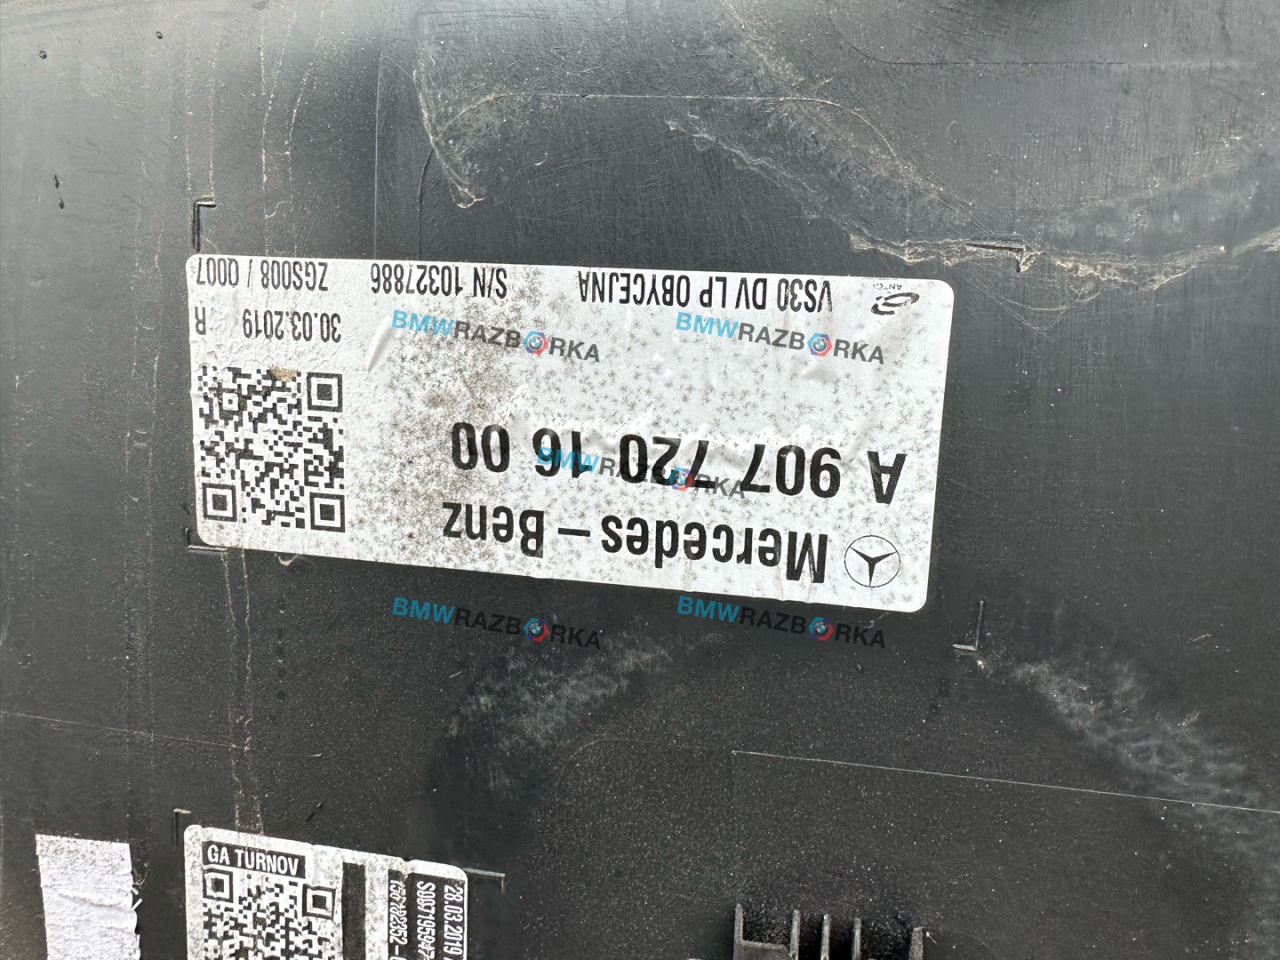 Mercedes-Benz
A 907 720 16 00
30.03.2019 R
VS30 DV LP OBYCEJNA S/N 10327886 ZGS008 / Q007
BMWRAZBORKA
BMWRAZBORKA
BMWRAZBORKA
BMWRAZBORKA
BMWRAZBORKA
GA TURNOV
28.03.2019